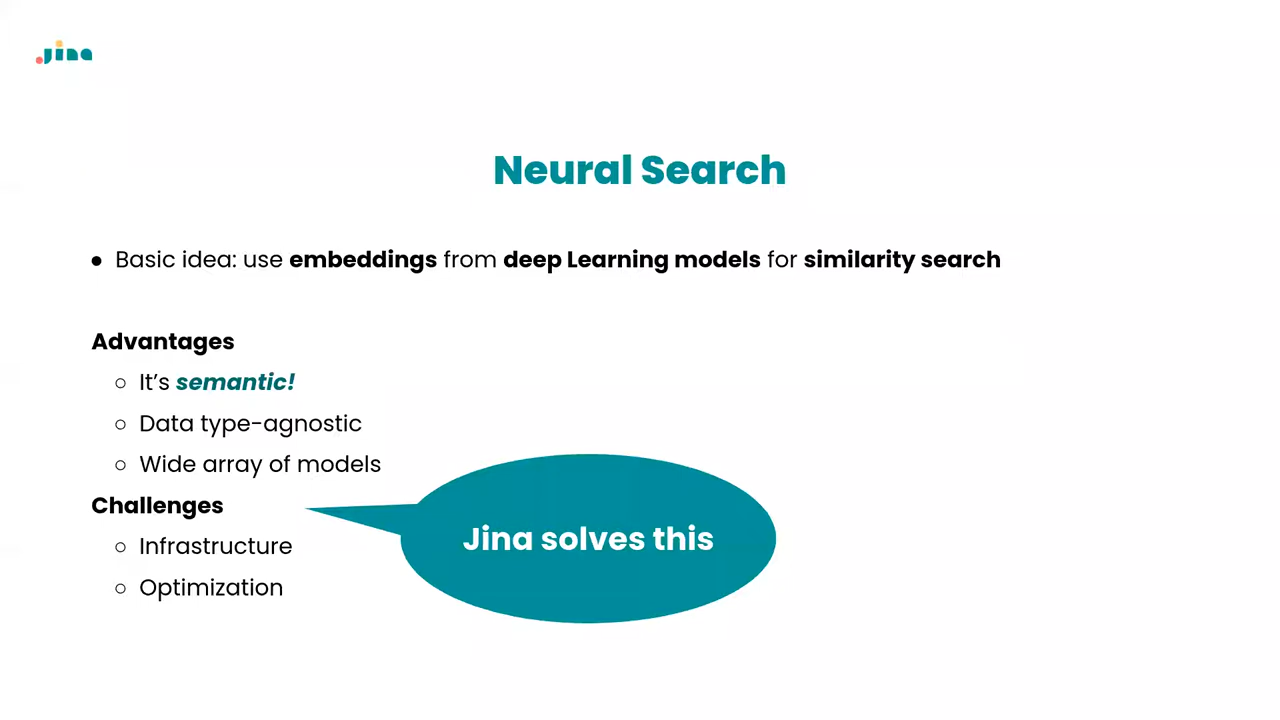 Jina
Neural Search
● Basic idea: use embeddings from deep Learning models for similarity search
Advantages
○ It's semantic!
○ Data type-agnostic
○ Wide array of models
Challenges
○ Infrastructure
○ Optimization
Jina solves this